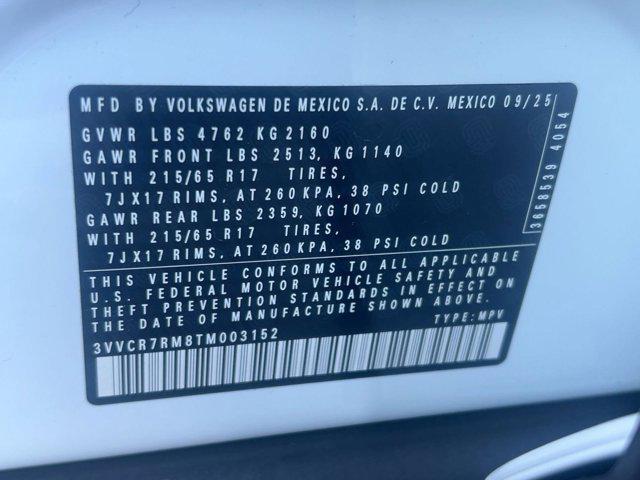 MFD BY VOLKSWAGEN DE MEXICO S.A. DE C.V. MEXICO 09/25
GVWR LBS 4762 KG 2160
GAWR FRONT LBS 2513, KG 1140
WITH 215/65 R17 TIRES,
7JX17 RIMS, AT 260 KPA, 38 PSI COLD
GAWR REAR LBS 2359, KG 1070
WITH 215/65 R17 TIRES,
7JX17 RIMS, AT 260 KPA, 38 PSI COLD
THIS VEHICLE CONFORMS TO ALL APPLICABLE
U.S. FEDERAL MOTOR VEHICLE SAFETY AND
THEFT PREVENTION STANDARDS IN EFFECT ON
THE DATE OF MANUFACTURE SHOWN ABOVE.
3VVCR7RM8TM003152 TYPE: MPV
3658539 4054